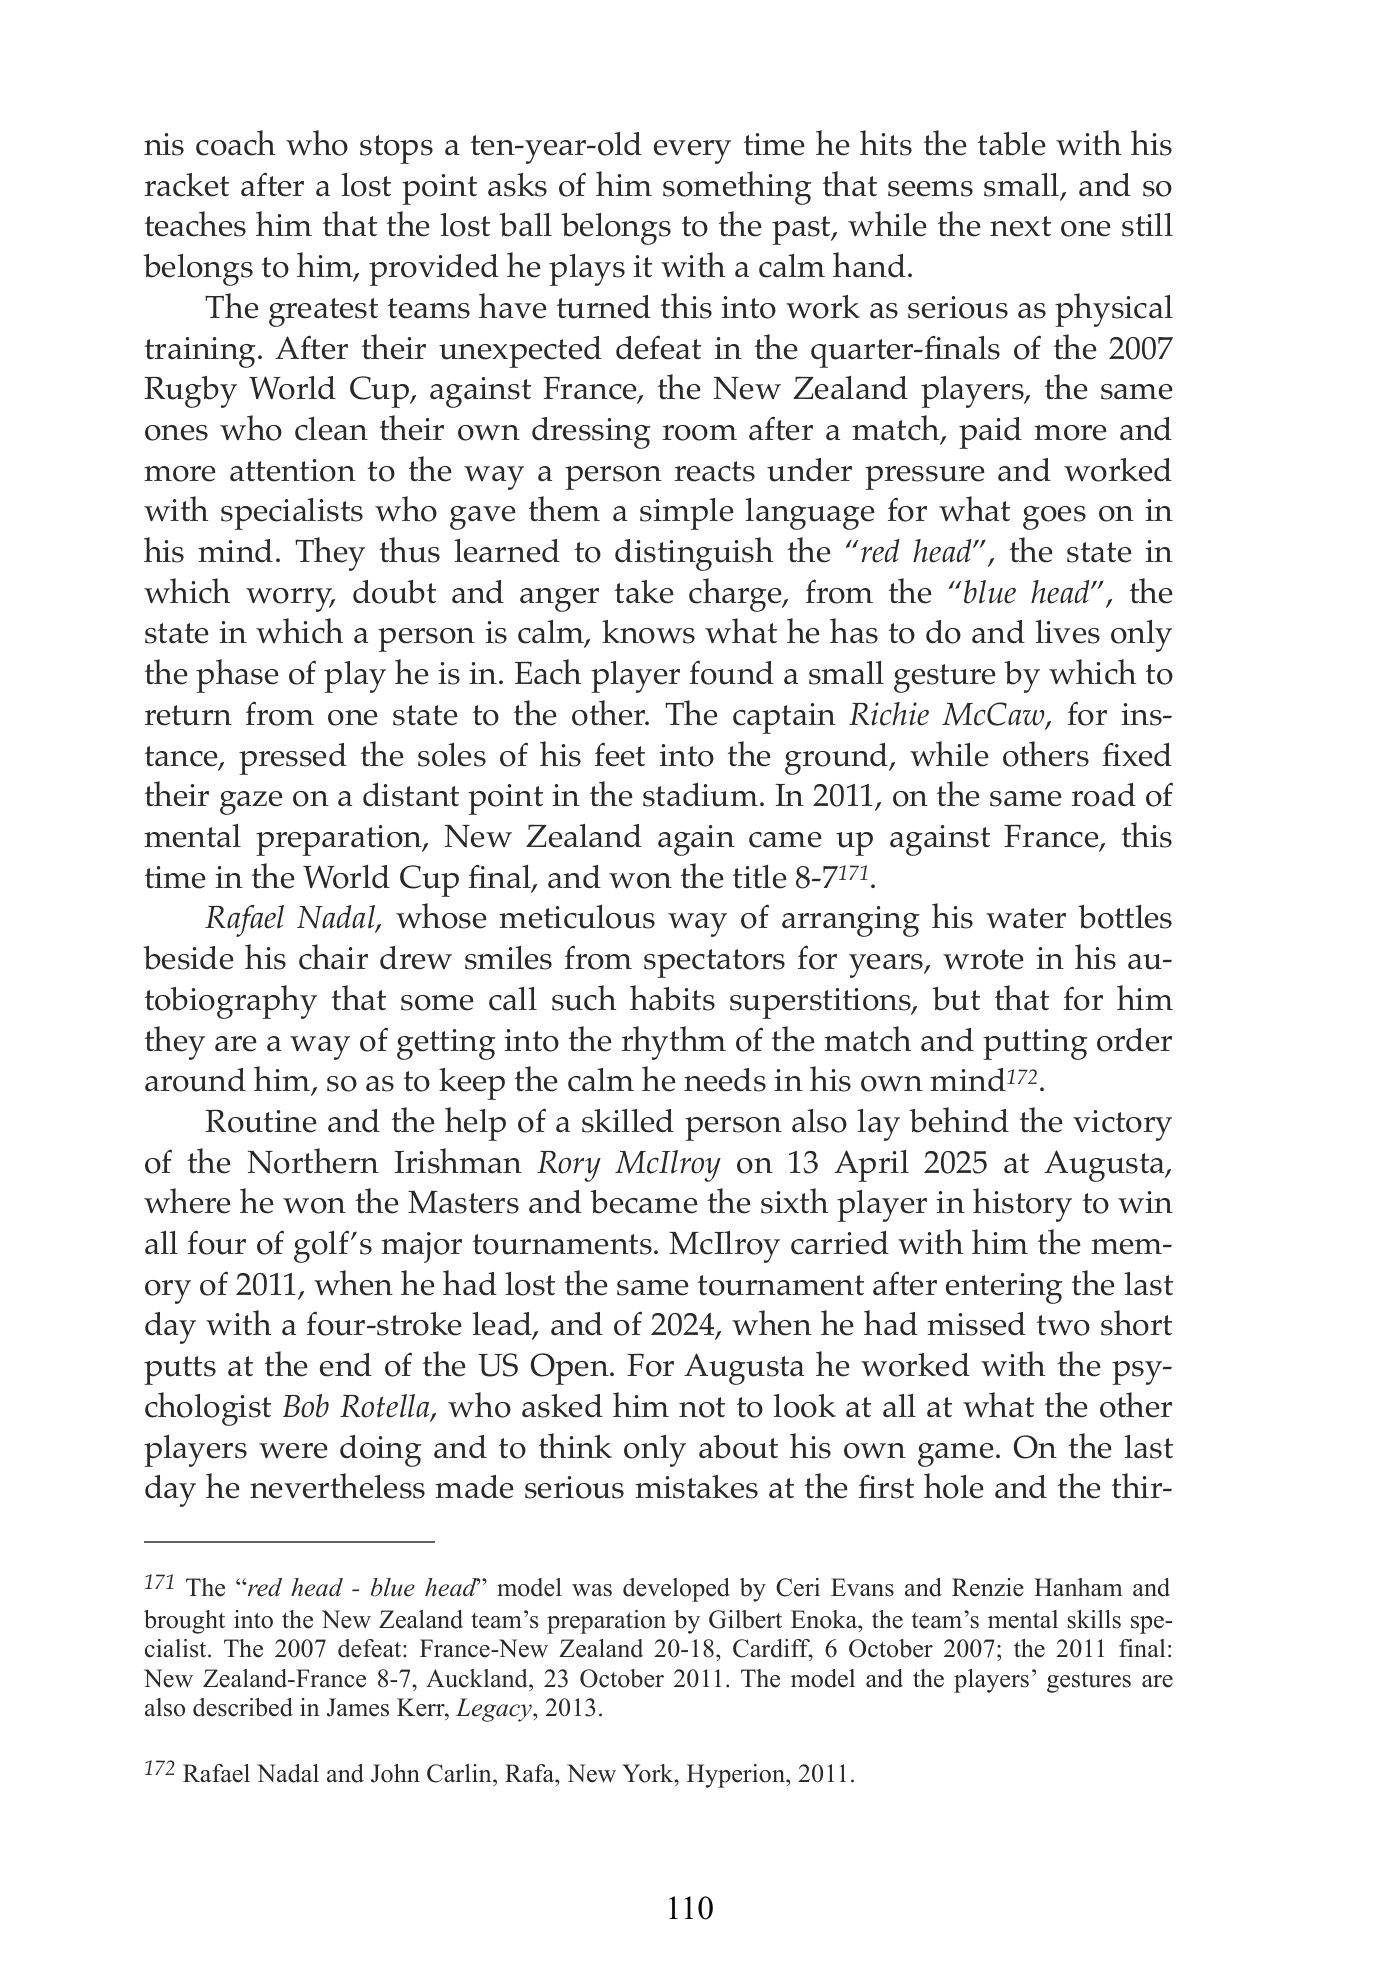 nis coach who stops a ten-year-old every time he hits the table with his
racket after a lost point asks of him something that seems small, and so
teaches him that the lost ball belongs to the past, while the next one still
belongs to him, provided he plays it with a calm hand.
The greatest teams have turned this into work as serious as physical
training. After their unexpected defeat in the quarter-finals of the 2007
Rugby World Cup, against France, the New Zealand players, the same
ones who clean their own dressing room after a match, paid more and
more attention to the way a person reacts under pressure and worked
with specialists who gave them a simple language for what goes on in
his mind. They thus learned to distinguish the “red head”, the state in
which worry, doubt and anger take charge, from the “blue head”, the
state in which a person is calm, knows what he has to do and lives only
the phase of play he is in. Each player found a small gesture by which to
return from one state to the other. The captain Richie McCaw, for ins-
tance, pressed the soles of his feet into the ground, while others fixed
their gaze on a distant point in the stadium. In 2011, on the same road of
mental preparation, New Zealand again came up against France, this
time in the World Cup final, and won the title 8-7171.
Rafael Nadal, whose meticulous way of arranging his water bottles
beside his chair drew smiles from spectators for years, wrote in his au-
tobiography that some call such habits superstitions, but that for him
they are a way of getting into the rhythm of the match and putting order
around him, so as to keep the calm he needs in his own mind172.
Routine and the help of a skilled person also lay behind the victory
of the Northern Irishman Rory McIlroy on 13 April 2025 at Augusta,
where he won the Masters and became the sixth player in history to win
all four of golf’s major tournaments. McIlroy carried with him the mem-
ory of 2011, when he had lost the same tournament after entering the last
day with a four-stroke lead, and of 2024, when he had missed two short
putts at the end of the US Open. For Augusta he worked with the psy-
chologist Bob Rotella, who asked him not to look at all at what the other
players were doing and to think only about his own game. On the last
day he nevertheless made serious mistakes at the first hole and the thir-
171 The “red head - blue head” model was developed by Ceri Evans and Renzie Hanham and
brought into the New Zealand team’s preparation by Gilbert Enoka, the team’s mental skills spe-
cialist. The 2007 defeat: France-New Zealand 20-18, Cardiff, 6 October 2007; the 2011 final:
New Zealand-France 8-7, Auckland, 23 October 2011. The model and the players’ gestures are
also described in James Kerr, Legacy, 2013.
172 Rafael Nadal and John Carlin, Rafa, New York, Hyperion, 2011.
110